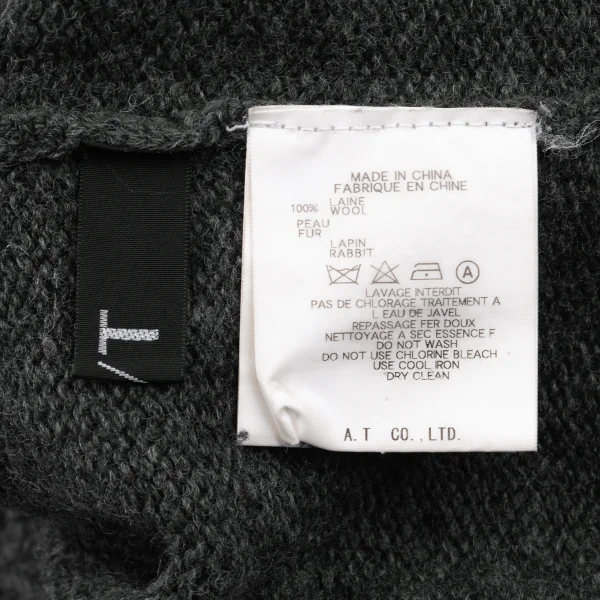 MADE IN CHINA
FABRIQUE EN CHINE
100% LAINE
WOOL
PEAU
FUR
LAPIN
RABBIT
A
LAVAGE INTERDIT
PAS DE CHLORAGE TRAITEMENT A
L EAU DE JAVEL
REPASSAGE FER DOUX
NETTOYAGE A SEC ESSENCE F
DO NOT WASH
DO NOT USE CHLORINE BLEACH
USE COOL IRON
DRY CLEAN
A.T CO.,LTD.